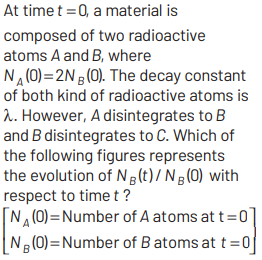 At time t = 0, a material is
composed of two radioactive
atoms A and B, where
N_A(0)=2N_B(0). The decay constant
of both kind of radioactive atoms is
λ. However, A disintegrates to B
and B disintegrates to C. Which of
the following figures represents
the evolution of N_B(t)/ N_B(0) with
respect to time t ?
[N_A(0)=Number of A atoms at t=0]
[N_B(0)=Number of B atoms at t=0]